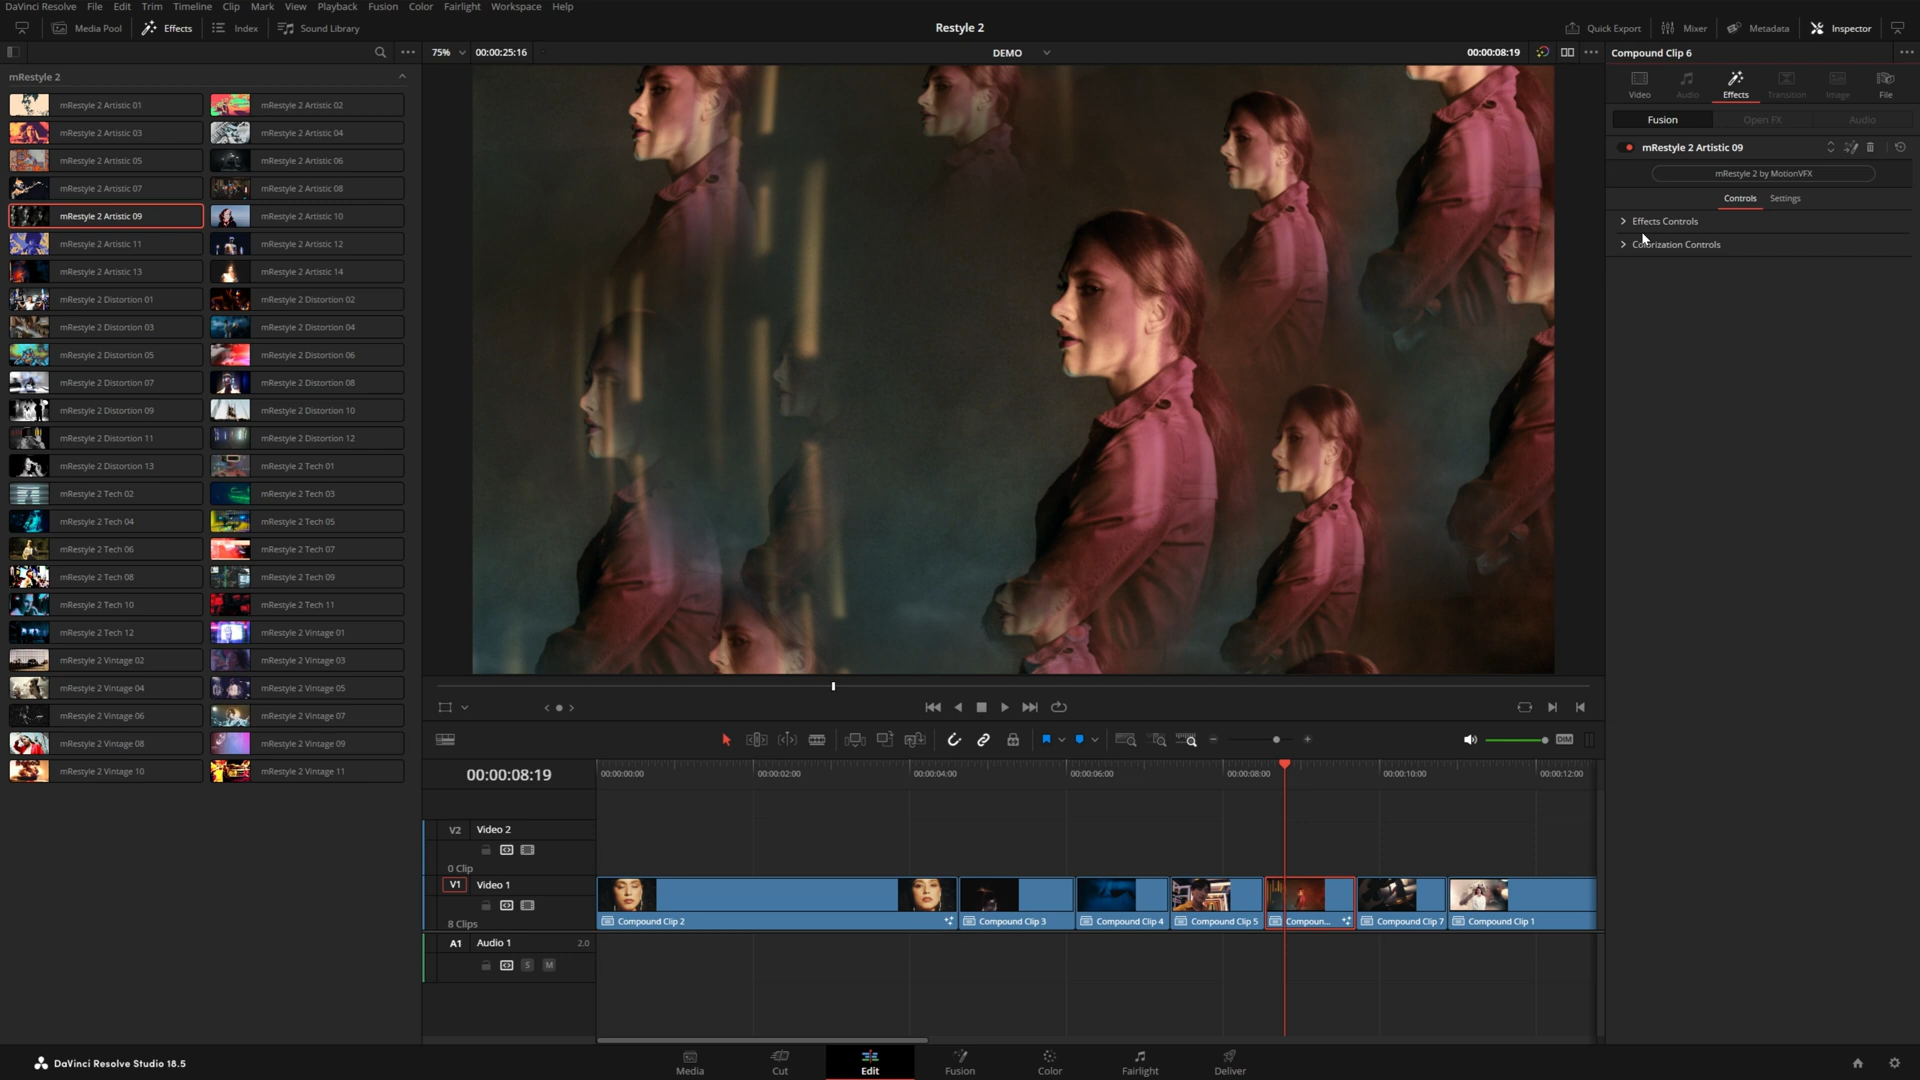 DaVinci Resolve File Edit Trim Timeline Clip Mark View Playback Fusion Color Fairlight Workspace Help
Media Pool Effects Index Sound Library Restyle 2 Quick Export Mixer Metadata Inspector
75% 00:00:25:16 DEMO 00:00:08:19 Compound Clip 6
mRestyle 2
mRestyle 2 Artistic 01 mRestyle 2 Artistic 02
mRestyle 2 Artistic 03 mRestyle 2 Artistic 04
mRestyle 2 Artistic 05 mRestyle 2 Artistic 06
mRestyle 2 Artistic 07 mRestyle 2 Artistic 08
mRestyle 2 Artistic 09 mRestyle 2 Artistic 10
mRestyle 2 Artistic 11 mRestyle 2 Artistic 12
mRestyle 2 Artistic 13 mRestyle 2 Artistic 14
mRestyle 2 Distortion 01 mRestyle 2 Distortion 02
mRestyle 2 Distortion 03 mRestyle 2 Distortion 04
mRestyle 2 Distortion 05 mRestyle 2 Distortion 06
mRestyle 2 Distortion 07 mRestyle 2 Distortion 08
mRestyle 2 Distortion 09 mRestyle 2 Distortion 10
mRestyle 2 Distortion 11 mRestyle 2 Distortion 12
mRestyle 2 Distortion 13 mRestyle 2 Tech 01
mRestyle 2 Tech 02 mRestyle 2 Tech 03
mRestyle 2 Tech 04 mRestyle 2 Tech 05
mRestyle 2 Tech 06 mRestyle 2 Tech 07
mRestyle 2 Tech 08 mRestyle 2 Tech 09
mRestyle 2 Tech 10 mRestyle 2 Tech 11
mRestyle 2 Tech 12 mRestyle 2 Vintage 01
mRestyle 2 Vintage 02 mRestyle 2 Vintage 03
mRestyle 2 Vintage 04 mRestyle 2 Vintage 05
mRestyle 2 Vintage 06 mRestyle 2 Vintage 07
mRestyle 2 Vintage 08 mRestyle 2 Vintage 09
mRestyle 2 Vintage 10 mRestyle 2 Vintage 11
Video Audio Effects Transition Image File
Fusion Open FX Audio
mRestyle 2 Artistic 09
mRestyle 2 by MotionVFX
Controls Settings
Effects Controls
Colorization Controls
DIM
00:00:08:19 00:00:00:00 00:00:02:00 00:00:04:00 00:00:06:00 00:00:08:00 00:00:10:00 00:00:12:00
V2 Video 2
0 Clip
V1 Video 1
8 Clips
Compound Clip 2 Compound Clip 3 Compound Clip 4 Compound Clip 5 Compoun... Compound Clip 7 Compound Clip 1
A1 Audio 1 2.0
S M
DaVinci Resolve Studio 18.5 Media Cut Edit Fusion Color Fairlight Deliver